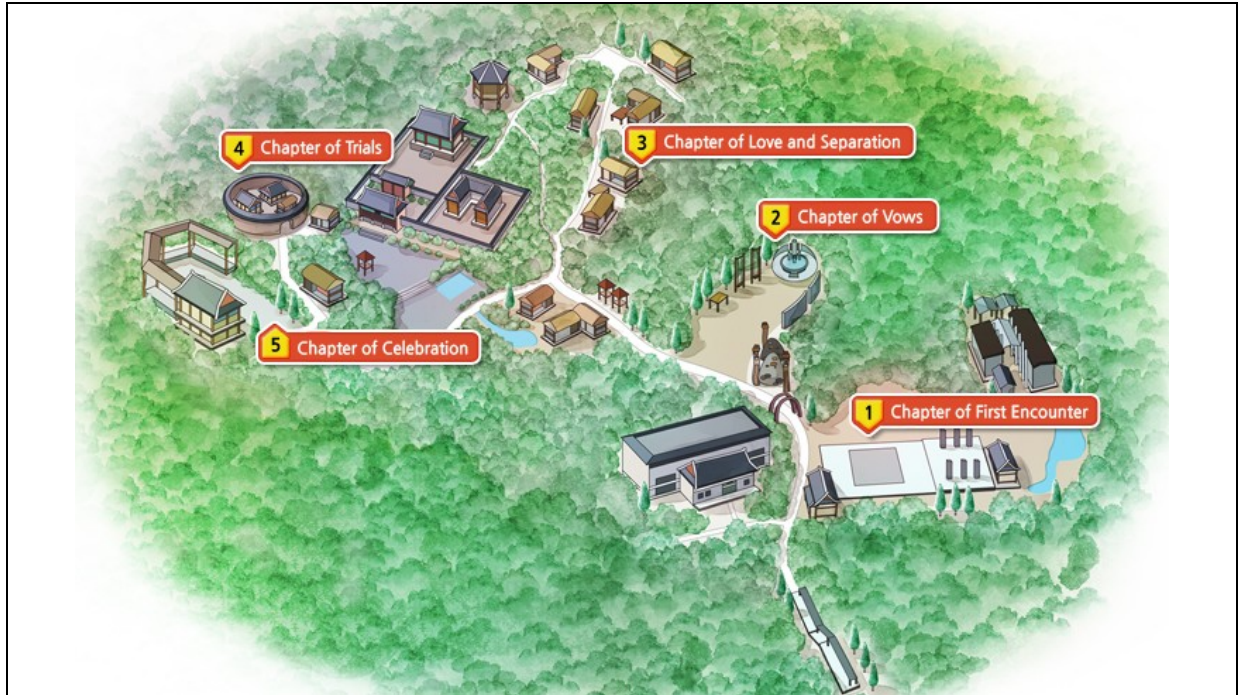 4 Chapter of Trials
3 Chapter of Love and Separation
2 Chapter of Vows
5 Chapter of Celebration
1 Chapter of First Encounter